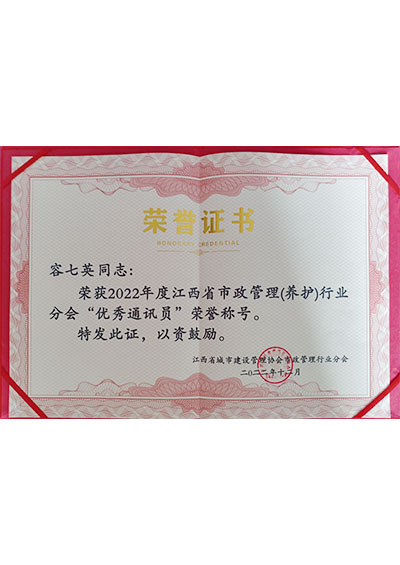 荣誉证书
HONORARY CREDENTIAL
容七英同志：
荣获2022年度江西省市政管理(养护)行业
分会“优秀通讯员”荣誉称号。
特发此证，以资鼓励。
江西省城市建设管理协会市政管理行业分会
二0二二年十二月